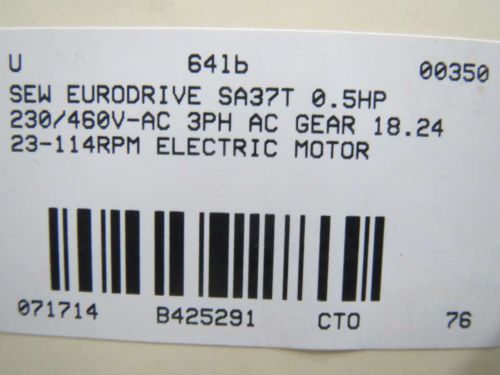 U 64lb 00350
SEW EURODRIVE SA37T 0.5HP
230/460V-AC 3PH AC GEAR 18.24
23-114RPM ELECTRIC MOTOR
071714 B425291 CTO 76